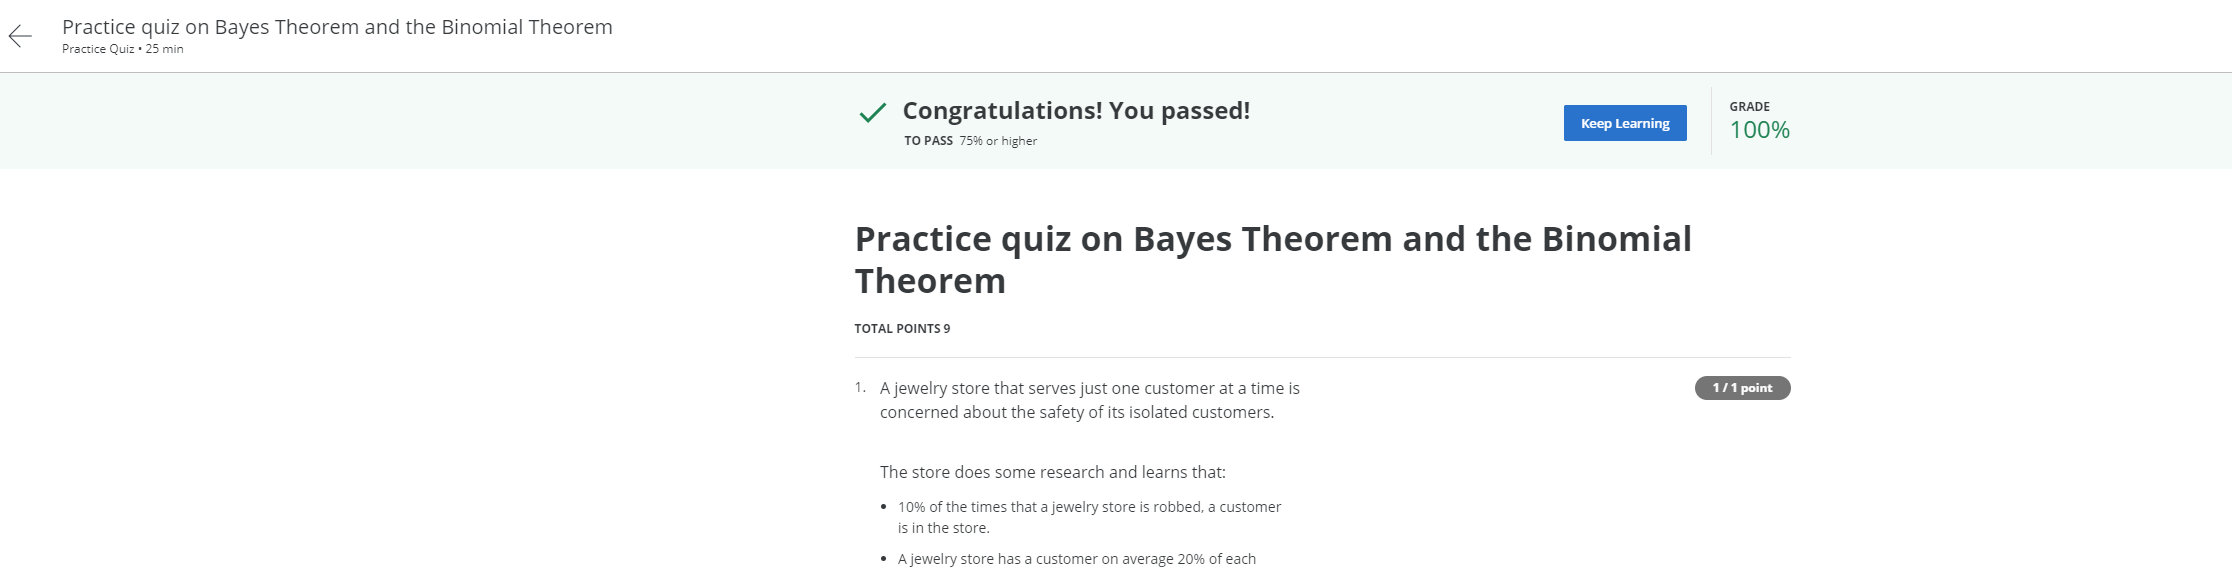 Practice quiz on Bayes Theorem and the Binomial Theorem
Practice Quiz • 25 min
Congratulations! You passed!
TO PASS 75% or higher
Keep Learning
GRADE
100%
Practice quiz on Bayes Theorem and the Binomial
Theorem
TOTAL POINTS 9
1. A jewelry store that serves just one customer at a time is
concerned about the safety of its isolated customers.
1 / 1 point
The store does some research and learns that:
• 10% of the times that a jewelry store is robbed, a customer
is in the store.
• A jewelry store has a customer on average 20% of each